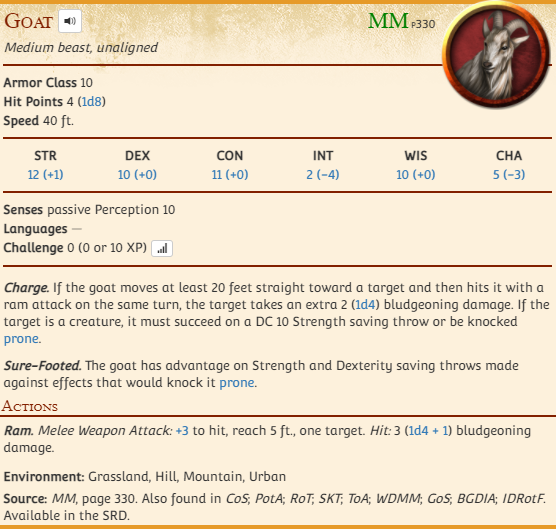 Goat
MM p330
Medium beast, unaligned
Armor Class 10
Hit Points 4 (1d8)
Speed 40 ft.
STR DEX CON INT WIS CHA
12 (+1) 10 (+0) 11 (+0) 2 (−4) 10 (+0) 5 (−3)
Senses passive Perception 10
Languages —
Challenge 0 (0 or 10 XP)
Charge. If the goat moves at least 20 feet straight toward a target and then hits it with a
ram attack on the same turn, the target takes an extra 2 (1d4) bludgeoning damage. If the
target is a creature, it must succeed on a DC 10 Strength saving throw or be knocked
prone.
Sure-Footed. The goat has advantage on Strength and Dexterity saving throws made
against effects that would knock it prone.
Actions
Ram. Melee Weapon Attack: +3 to hit, reach 5 ft., one target. Hit: 3 (1d4 + 1) bludgeoning
damage.
Environment: Grassland, Hill, Mountain, Urban
Source: MM, page 330. Also found in CoS; PotA; RoT; SKT; ToA; WDMM; GoS; BGDIA; IDRotF.
Available in the SRD.